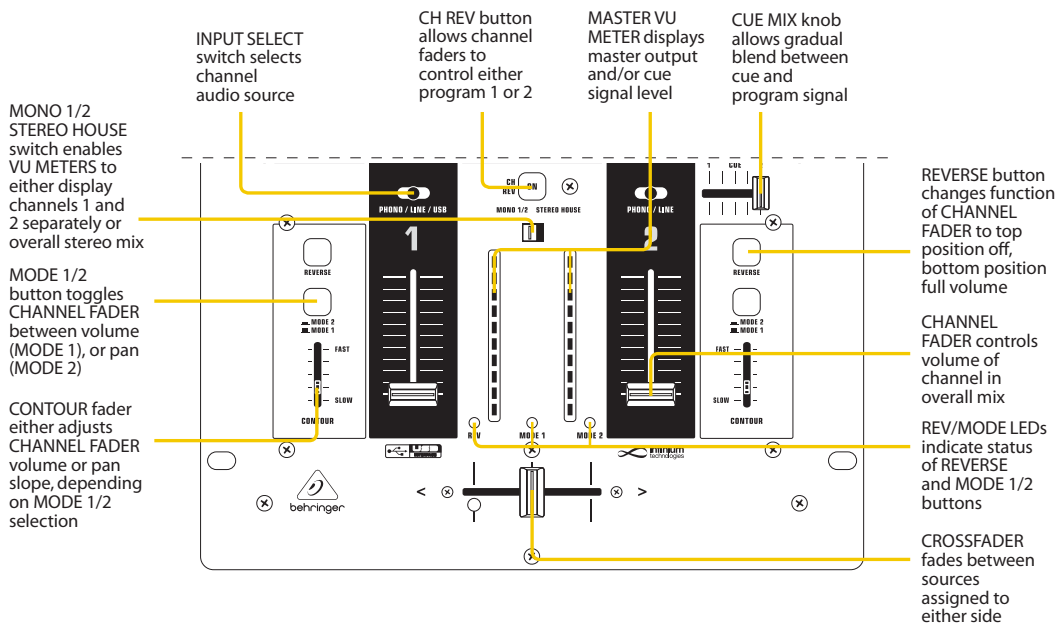 INPUT SELECT
switch selects
channel
audio source
CH REV button
allows channel
faders to
control either
program 1 or 2
MASTER VU
METER displays
master output
and/or cue
signal level
CUE MIX knob
allows gradual
blend between
cue and
program signal
MONO 1/2
STEREO HOUSE
switch enables
VU METERS to
either display
channels 1 and
2 separately or
overall stereo mix
MODE 1/2
button toggles
CHANNEL FADER
between volume
(MODE 1), or pan
(MODE 2)
CONTOUR fader
either adjusts
CHANNEL FADER
volume or pan
slope, depending
on MODE 1/2
selection
REVERSE
MODE 2
MODE 1
FAST
SLOW
CONTOUR
PHONO / LINE / USB
1
CH
REV
ON
MONO 1/2 STEREO HOUSE
REV
MODE 1
MODE 2
PHONO / LINE
2
1 CUE
REVERSE
MODE 2
MODE 1
FAST
SLOW
CONTOUR
infinium
technologies
behringer
<
>
REVERSE button
changes function
of CHANNEL
FADER to top
position off,
bottom position
full volume
CHANNEL
FADER controls
volume of
channel in
overall mix
REV/MODE LEDs
indicate status
of REVERSE
and MODE 1/2
buttons
CROSSFADER
fades between
sources
assigned to
either side